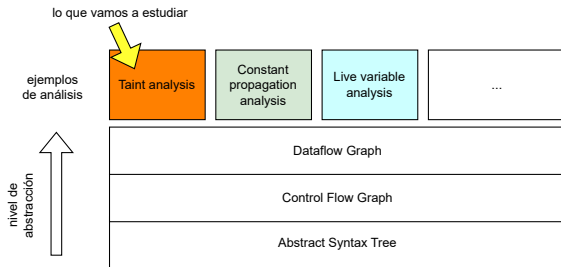 lo que vamos a estudiar
ejemplos
de análisis
Taint analysis
Constant
propagation
analysis
Live variable
analysis
...
Dataflow Graph
Control Flow Graph
Abstract Syntax Tree
nivel de
abstracción